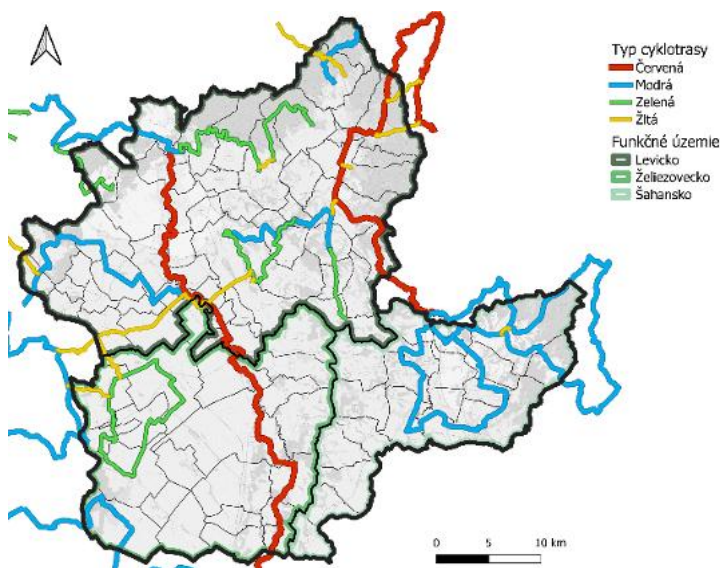 Typ cyklotrasy
Červená
Modrá
Zelená
Žltá
Funkčné územie
Levicko
Želiezovecko
Šahansko
0 5 10 km